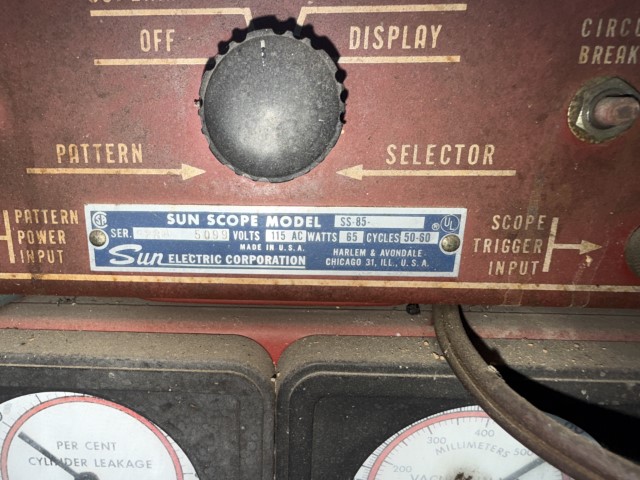 OFF
DISPLAY
BREAK
PATTERN
SELECTOR
PATTERN
POWER
INPUT
SUN SCOPE MODEL SS-85-
SER. 5099 VOLTS 115 AC WATTS 65 CYCLES 50-60
MADE IN U.S.A.
Sun ELECTRIC CORPORATION
HARLEM & AVONDALE
CHICAGO 31, ILL., U.S.A.
UL
SCOPE
TRIGGER
INPUT
PER CENT
CYLINDER LEAKAGE
200
300
400
500
MILLIMETERS